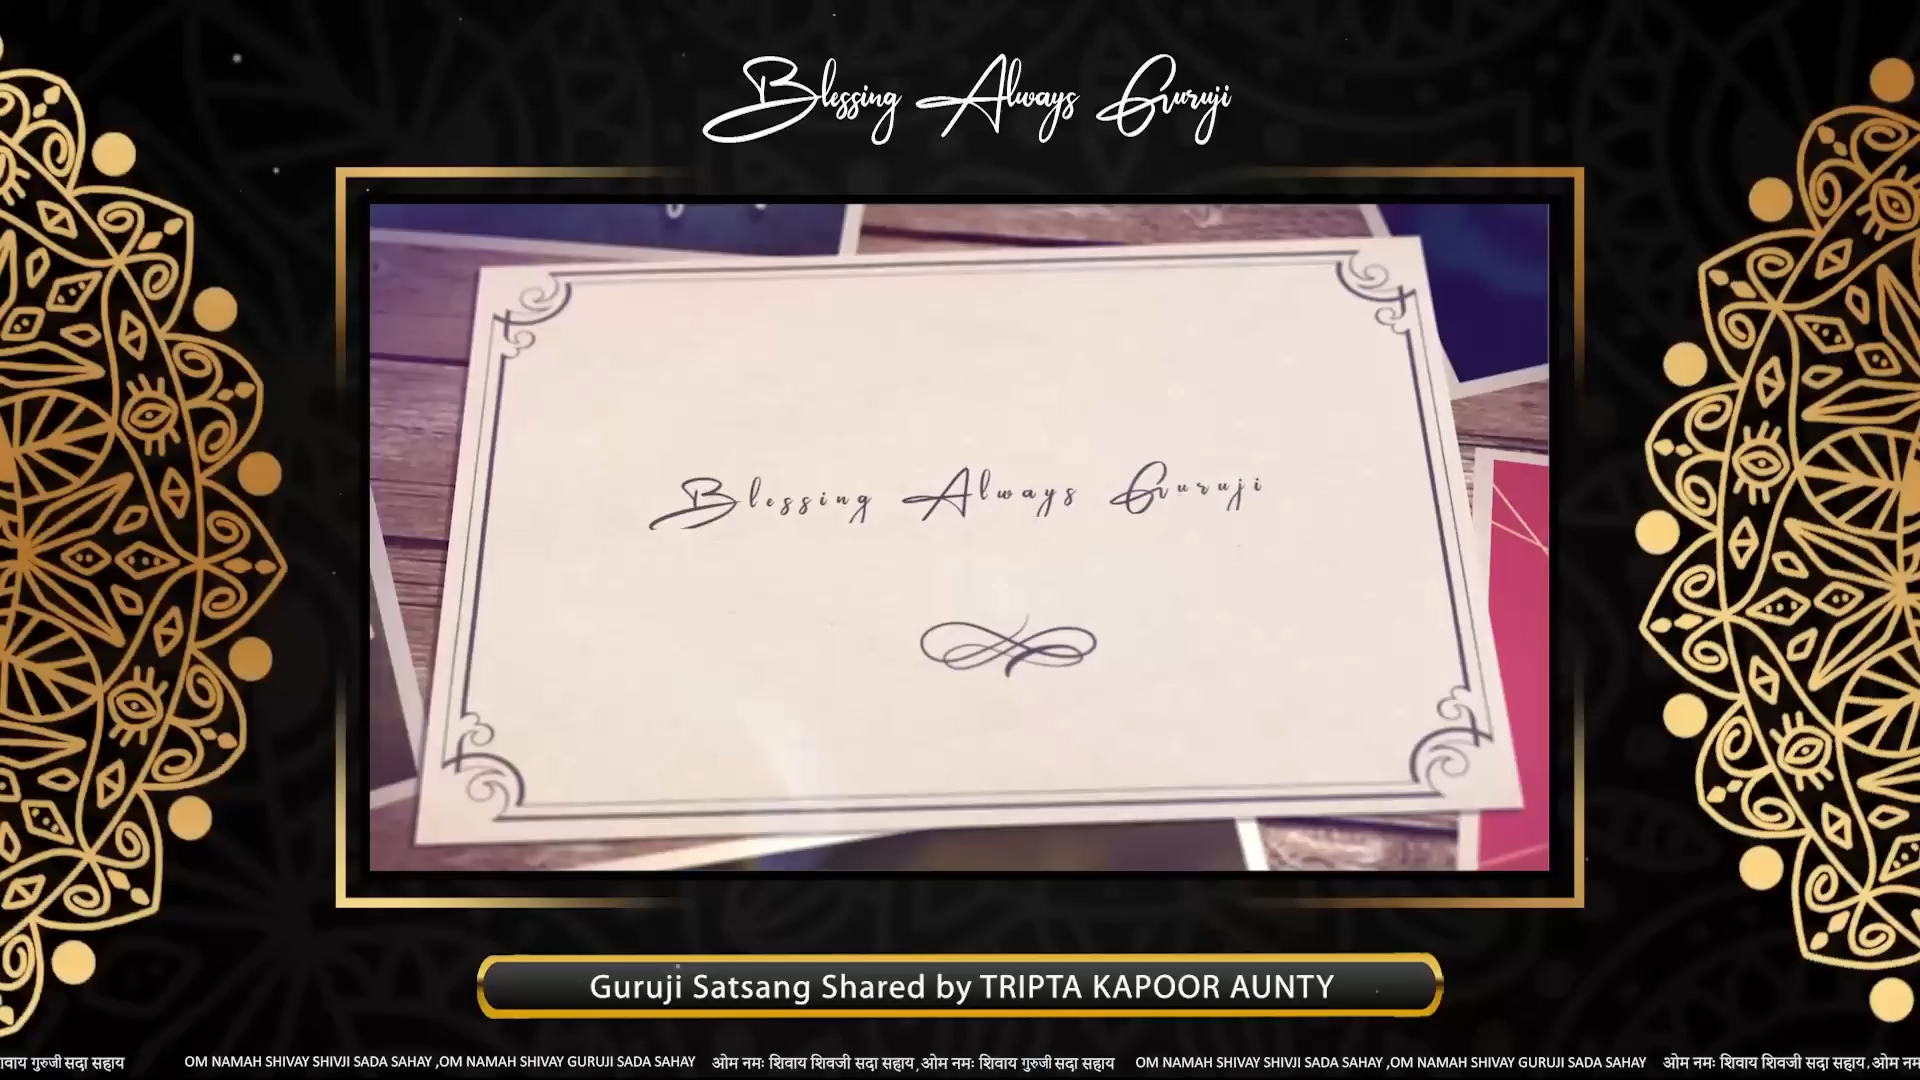 Blessing Always Guruji
Blessing Always Guruji
Guruji Satsang Shared by TRIPTA KAPOOR AUNTY
गुरुजी सदा सहाय OM NAMAH SHIVAY SHIVJI SADA SAHAY ,OM NAMAH SHIVAY GURUJI SADA SAHAY ओम नमः शिवाय शिवजी सदा सहाय, ओम नमः शिवाय गुरुजी सदा सहाय OM NAMAH SHIVAY SHIVJI SADA SAHAY ,OM NAMAH SHIVAY GURUJI SADA SAHAY ओम नमः शिवाय शिवजी सदा सहाय, ओम